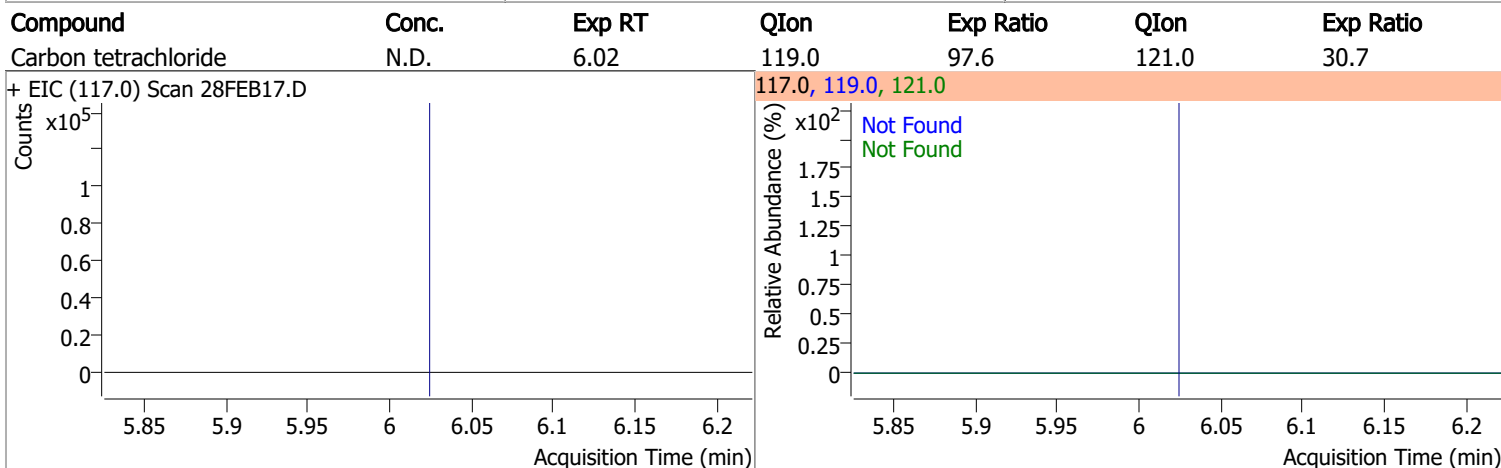 Compound Conc. Exp RT QIon Exp Ratio QIon Exp Ratio
Carbon tetrachloride N.D. 6.02 119.0 97.6 121.0 30.7
+ EIC (117.0) Scan 28FEB17.D
Counts
x10⁵
1
0.8
0.6
0.4
0.2
0
5.85 5.9 5.95 6 6.05 6.1 6.15 6.2
Acquisition Time (min)
117.0, 119.0, 121.0
Relative Abundance (%)
x10²
Not Found
Not Found
1.75
1.5
1.25
1
0.75
0.5
0.25
0
5.85 5.9 5.95 6 6.05 6.1 6.15 6.2
Acquisition Time (min)